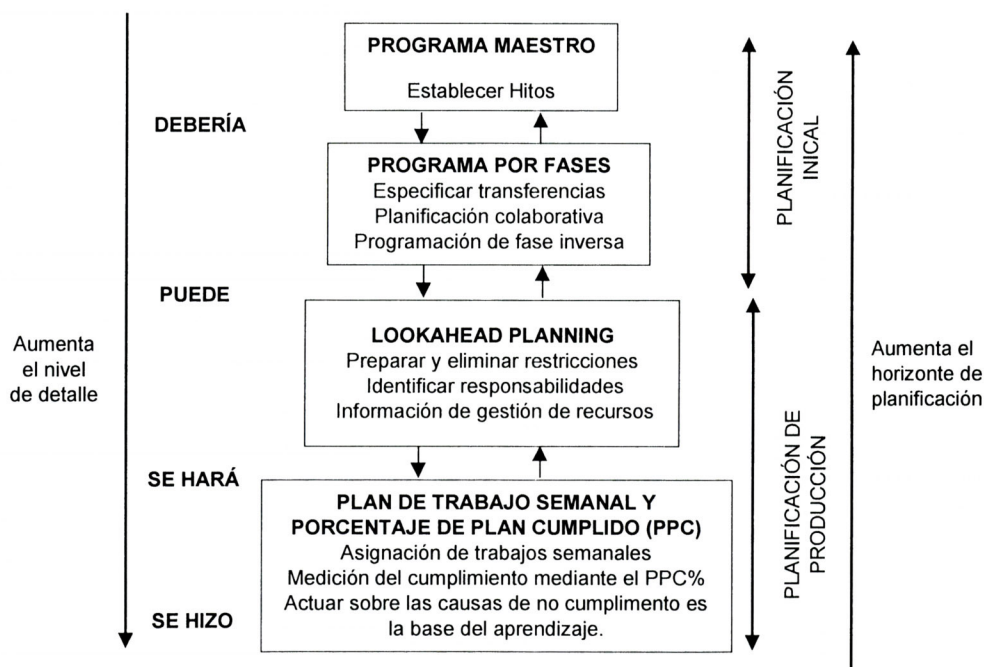 PROGRAMA MAESTRO
Establecer Hitos
DEBERÍA
PROGRAMA POR FASES
Especificar transferencias
Planificación colaborativa
Programación de fase inversa
PLANIFICACIÓN
INICAL
PUEDE
LOOKAHEAD PLANNING
Preparar y eliminar restricciones
Identificar responsabilidades
Información de gestión de recursos
Aumenta
el nivel
de detalle
Aumenta el
horizonte de
planificación
SE HARÁ
PLAN DE TRABAJO SEMANAL Y
PORCENTAJE DE PLAN CUMPLIDO (PPC)
Asignación de trabajos semanales
Medición del cumplimiento mediante el PPC%
Actuar sobre las causas de no cumplimento es
la base del aprendizaje.
PLANIFICACIÓN DE
PRODUCCIÓN
SE HIZO